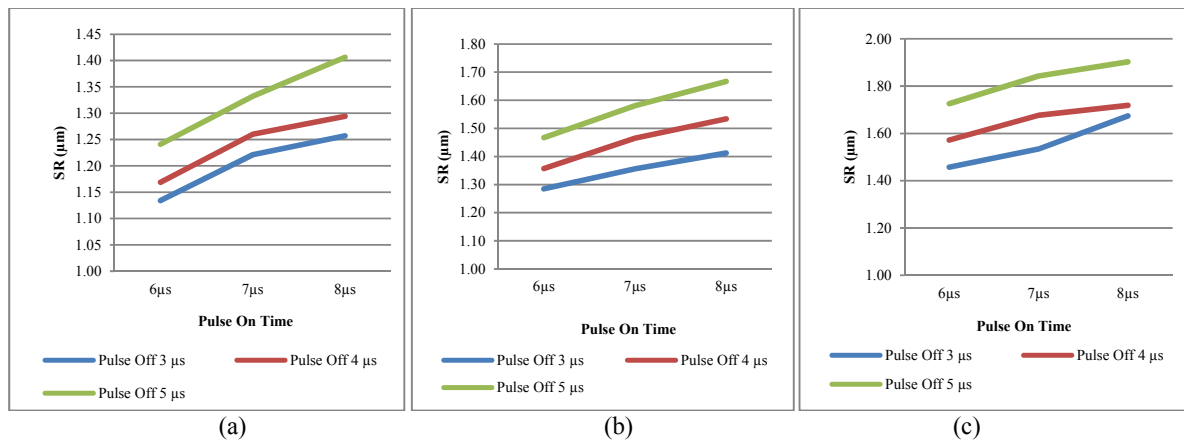 1.45
1.40
1.35
1.30
1.25
1.20
1.15
1.10
1.05
1.00
SR (µm)
6µs 7µs 8µs
Pulse On Time
Pulse Off 3 µs Pulse Off 4 µs
Pulse Off 5 µs
(a)
1.80
1.70
1.60
1.50
1.40
1.30
1.20
1.10
1.00
SR (µm)
6µs 7µs 8µs
Pulse On Time
Pulse Off 3 µs Pulse Off 4 µs
Pulse Off 5 µs
(b)
2.00
1.80
1.60
1.40
1.20
1.00
SR (µm)
6µs 7µs 8µs
Pulse On Time
Pulse Off 3 µs Pulse Off 4 µs
Pulse Off 5 µs
(c)